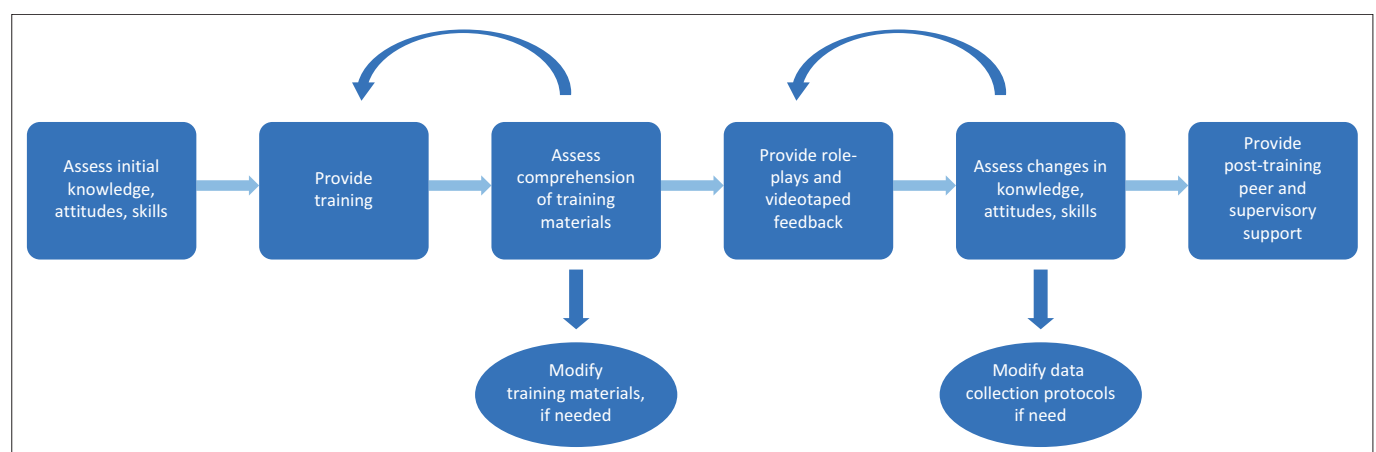 Assess initial
knowledge,
attitudes, skills
Provide
training
Assess
comprehension
of training
materials
Provide role-
plays and
videotaped
feedback
Assess changes in
konwledge,
attitudes, skills
Provide
post-training
peer and
supervisory
support
Modify
training materials,
if needed
Modify data
collection protocols
if need